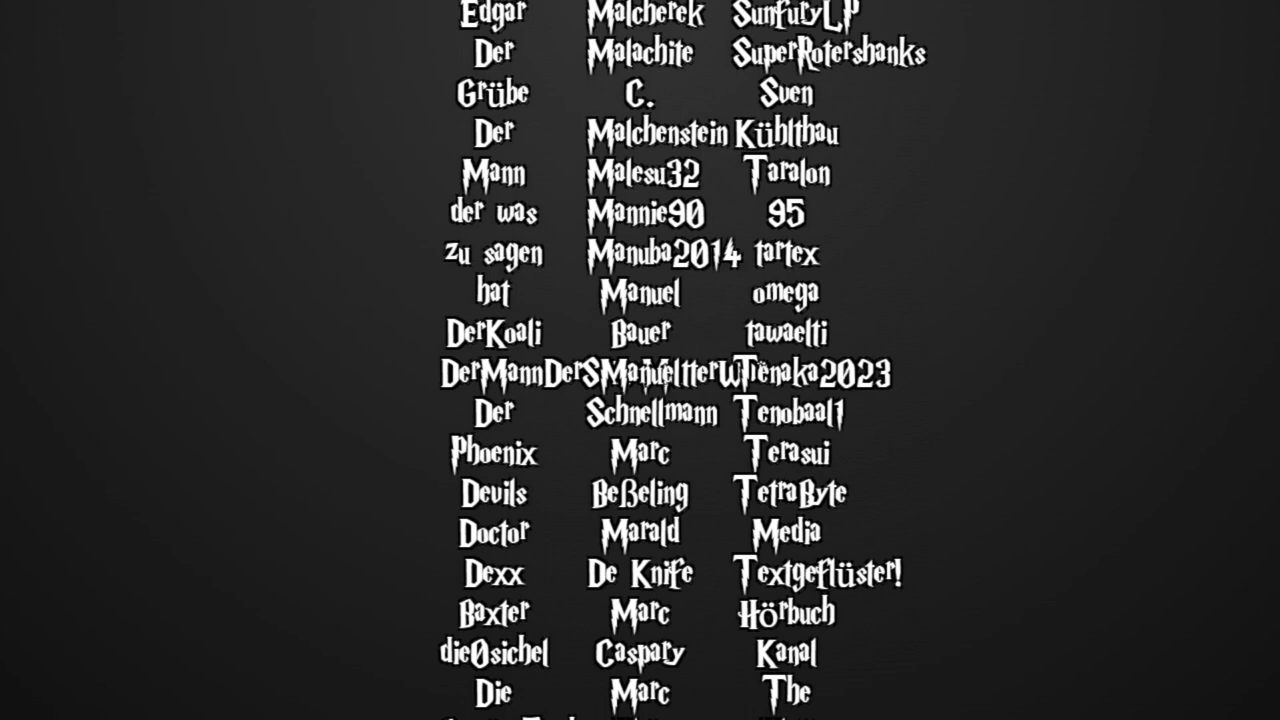 Edgar Malcherek SunfuryLP
Der Malachite SuperRotershanks
Grübe C. Sven
Der Malchenstein Kühlthau
Mann Malesu32 Taralon
der was Mannie90 95
zu sagen Manuba2014 tartex
hat Manuel omega
DerKoali Bauer tawaelti
Tenaka2023
Der Schnellmann Tenobaal1
Phoenix Marc Terasui
Devils Beßeling TetraByte
Doctor Marald Media
Dexx De Knife Textgeflüster!
Baxter Marc Hörbuch
die0sichel Caspary Kanal
Die Marc The